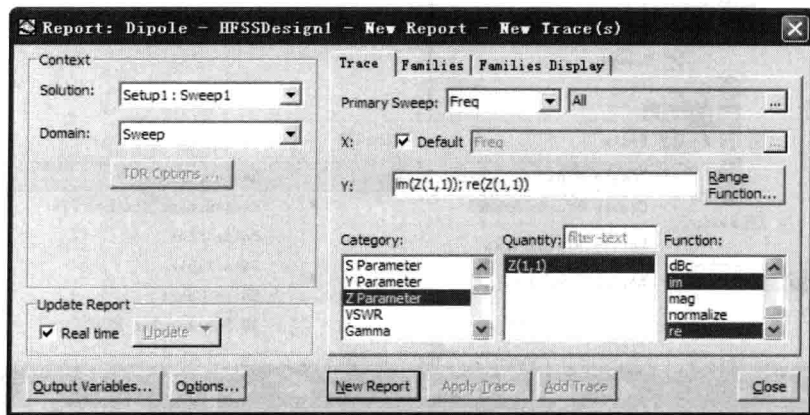 Report: Dipole - HFSSDesign1 - New Report - New Trace(s)
Context
Solution:
Setup1 : Sweep1
Domain:
Sweep
TDR Options ...
Update Report
Real time
Update
Output Variables...
Options...
Trace
Families
Families Display
Primary Sweep:
Freq
All
...
X:
Default
Freq
...
Y:
im(Z(1,1)); re(Z(1,1))
Range
Function...
Category:
S Parameter
Y Parameter
Z Parameter
VSWR
Gamma
Quantity:
filter-text
Z(1,1)
Function:
dBc
im
mag
normalize
re
New Report
Apply Trace
Add Trace
Close